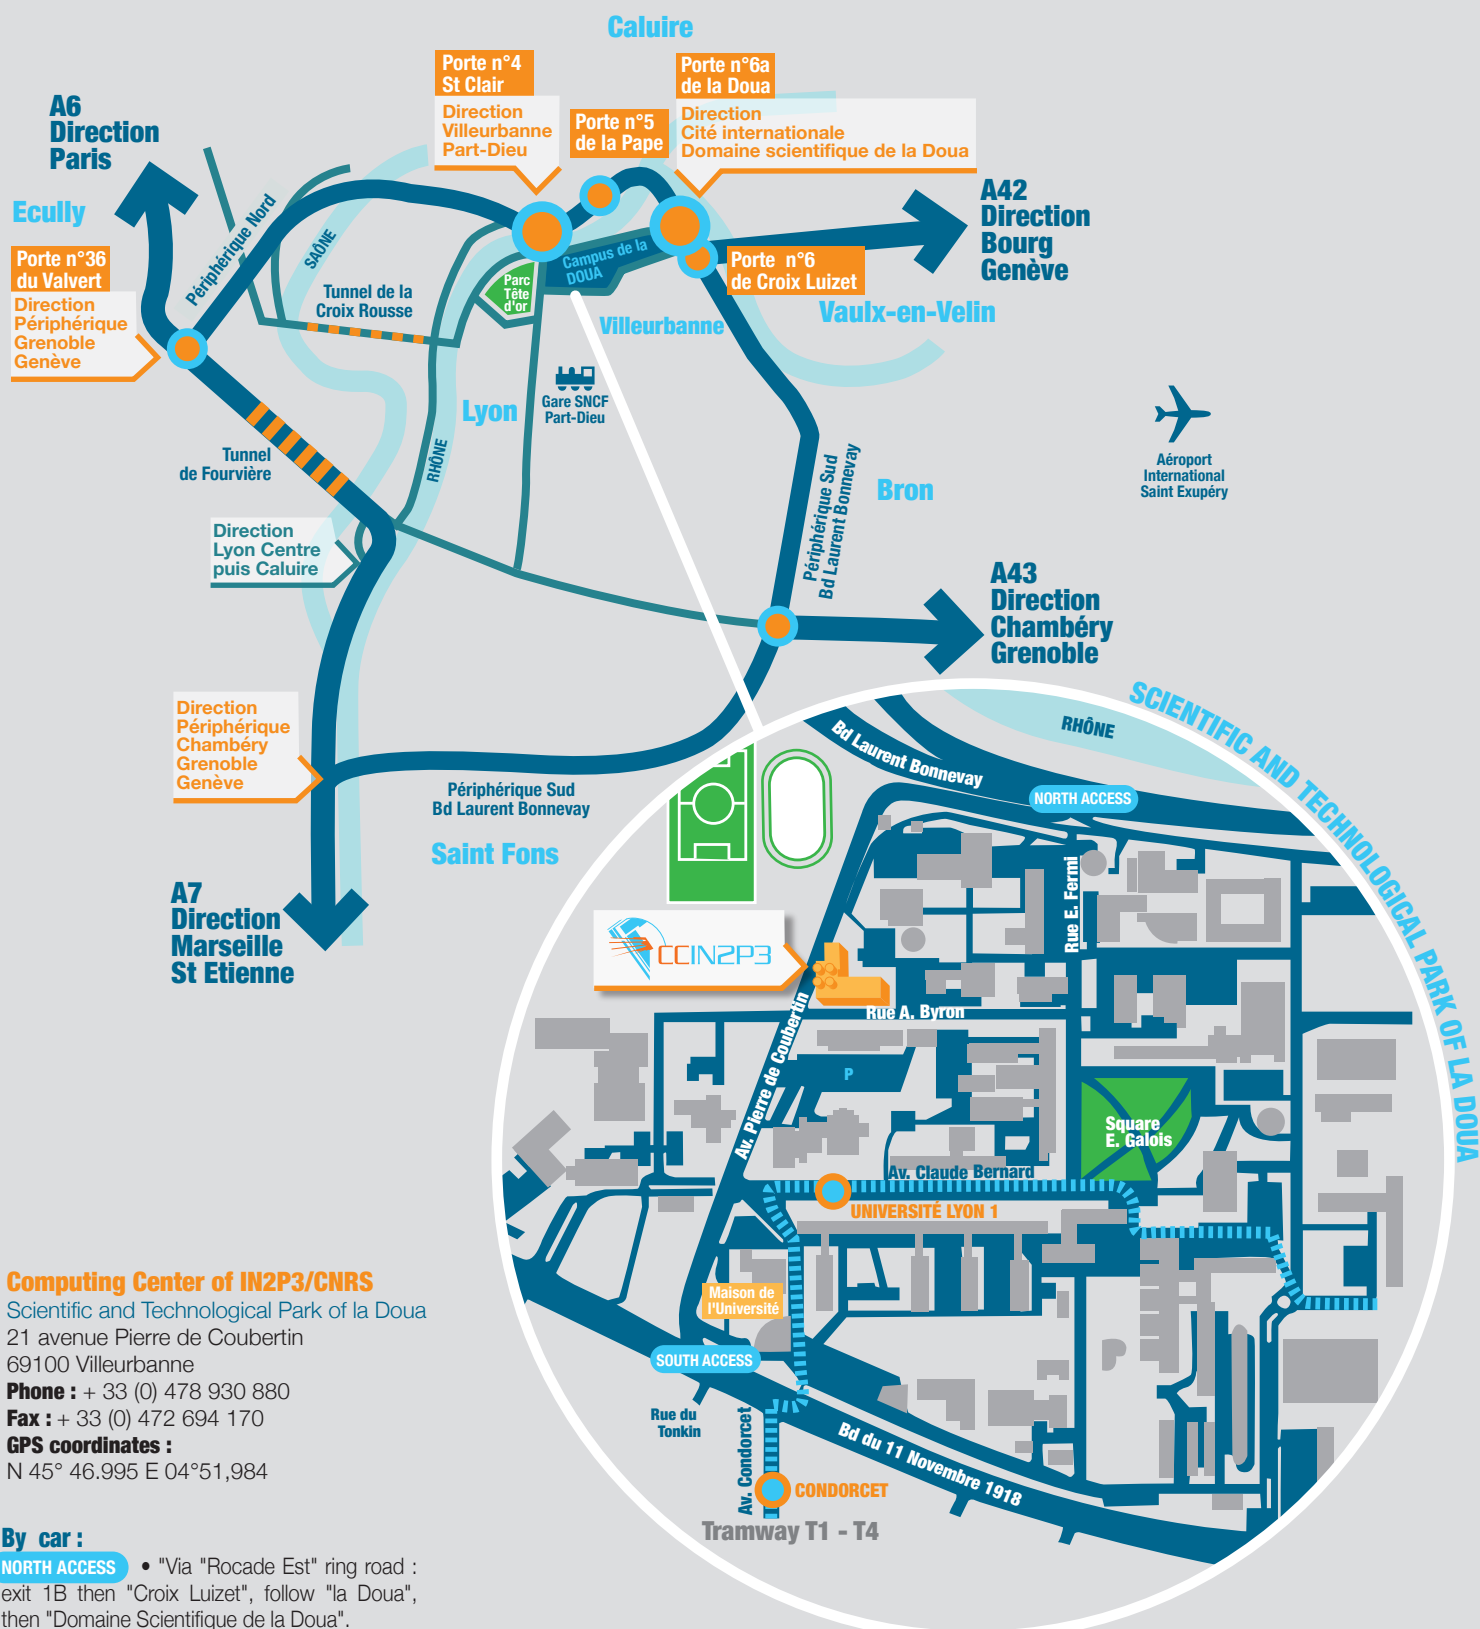 Caluire
Porte n°4
St Clair
Direction
Villeurbanne
Part-Dieu
Porte n°5
de la Pape
Porte n°6a
de la Doua
Direction
Cité internationale
Domaine scientifique de la Doua
A6
Direction
Paris
Ecully
Porte n°36
du Valvert
Direction
Périphérique
Grenoble
Genève
Périphérique Nord
SAÔNE
Tunnel de la
Croix Rousse
Parc
Tête
d'or
Campus de la
DOUA
Porte n°6
de Croix Luizet
A42
Direction
Bourg
Genève
Villeurbanne
Vaulx-en-Velin
Lyon
Gare SNCF
Part-Dieu
RHÔNE
Tunnel
de Fourvière
Périphérique Sud
Bd Laurent Bonnevay
Bron
Aéroport
International
Saint Exupéry
Direction
Lyon Centre
puis Caluire
A43
Direction
Chambéry
Grenoble
Direction
Périphérique
Chambéry
Grenoble
Genève
Périphérique Sud
Bd Laurent Bonnevay
Saint Fons
A7
Direction
Marseille
St Etienne
SCIENTIFIC AND TECHNOLOGICAL PARK OF LA DOUA
RHÔNE
Bd Laurent Bonnevay
NORTH ACCESS
Rue E. Fermi
CCIN2P3
Rue A. Byron
Av. Pierre de Coubertin
P
Square
E. Galois
Av. Claude Bernard
UNIVERSITÉ LYON 1
Maison de
l'Université
SOUTH ACCESS
Rue du
Tonkin
Av. Condorcet
Bd du 11 Novembre 1918
CONDORCET
Tramway T1 - T4
Computing Center of IN2P3/CNRS
Scientific and Technological Park of la Doua
21 avenue Pierre de Coubertin
69100 Villeurbanne
Phone : + 33 (0) 478 930 880
Fax : + 33 (0) 472 694 170
GPS coordinates :
N 45° 46.995 E 04°51,984
By car :
NORTH ACCESS • "Via "Rocade Est" ring road :
exit 1B then "Croix Luizet", follow "la Doua",
then "Domaine Scientifique de la Doua".